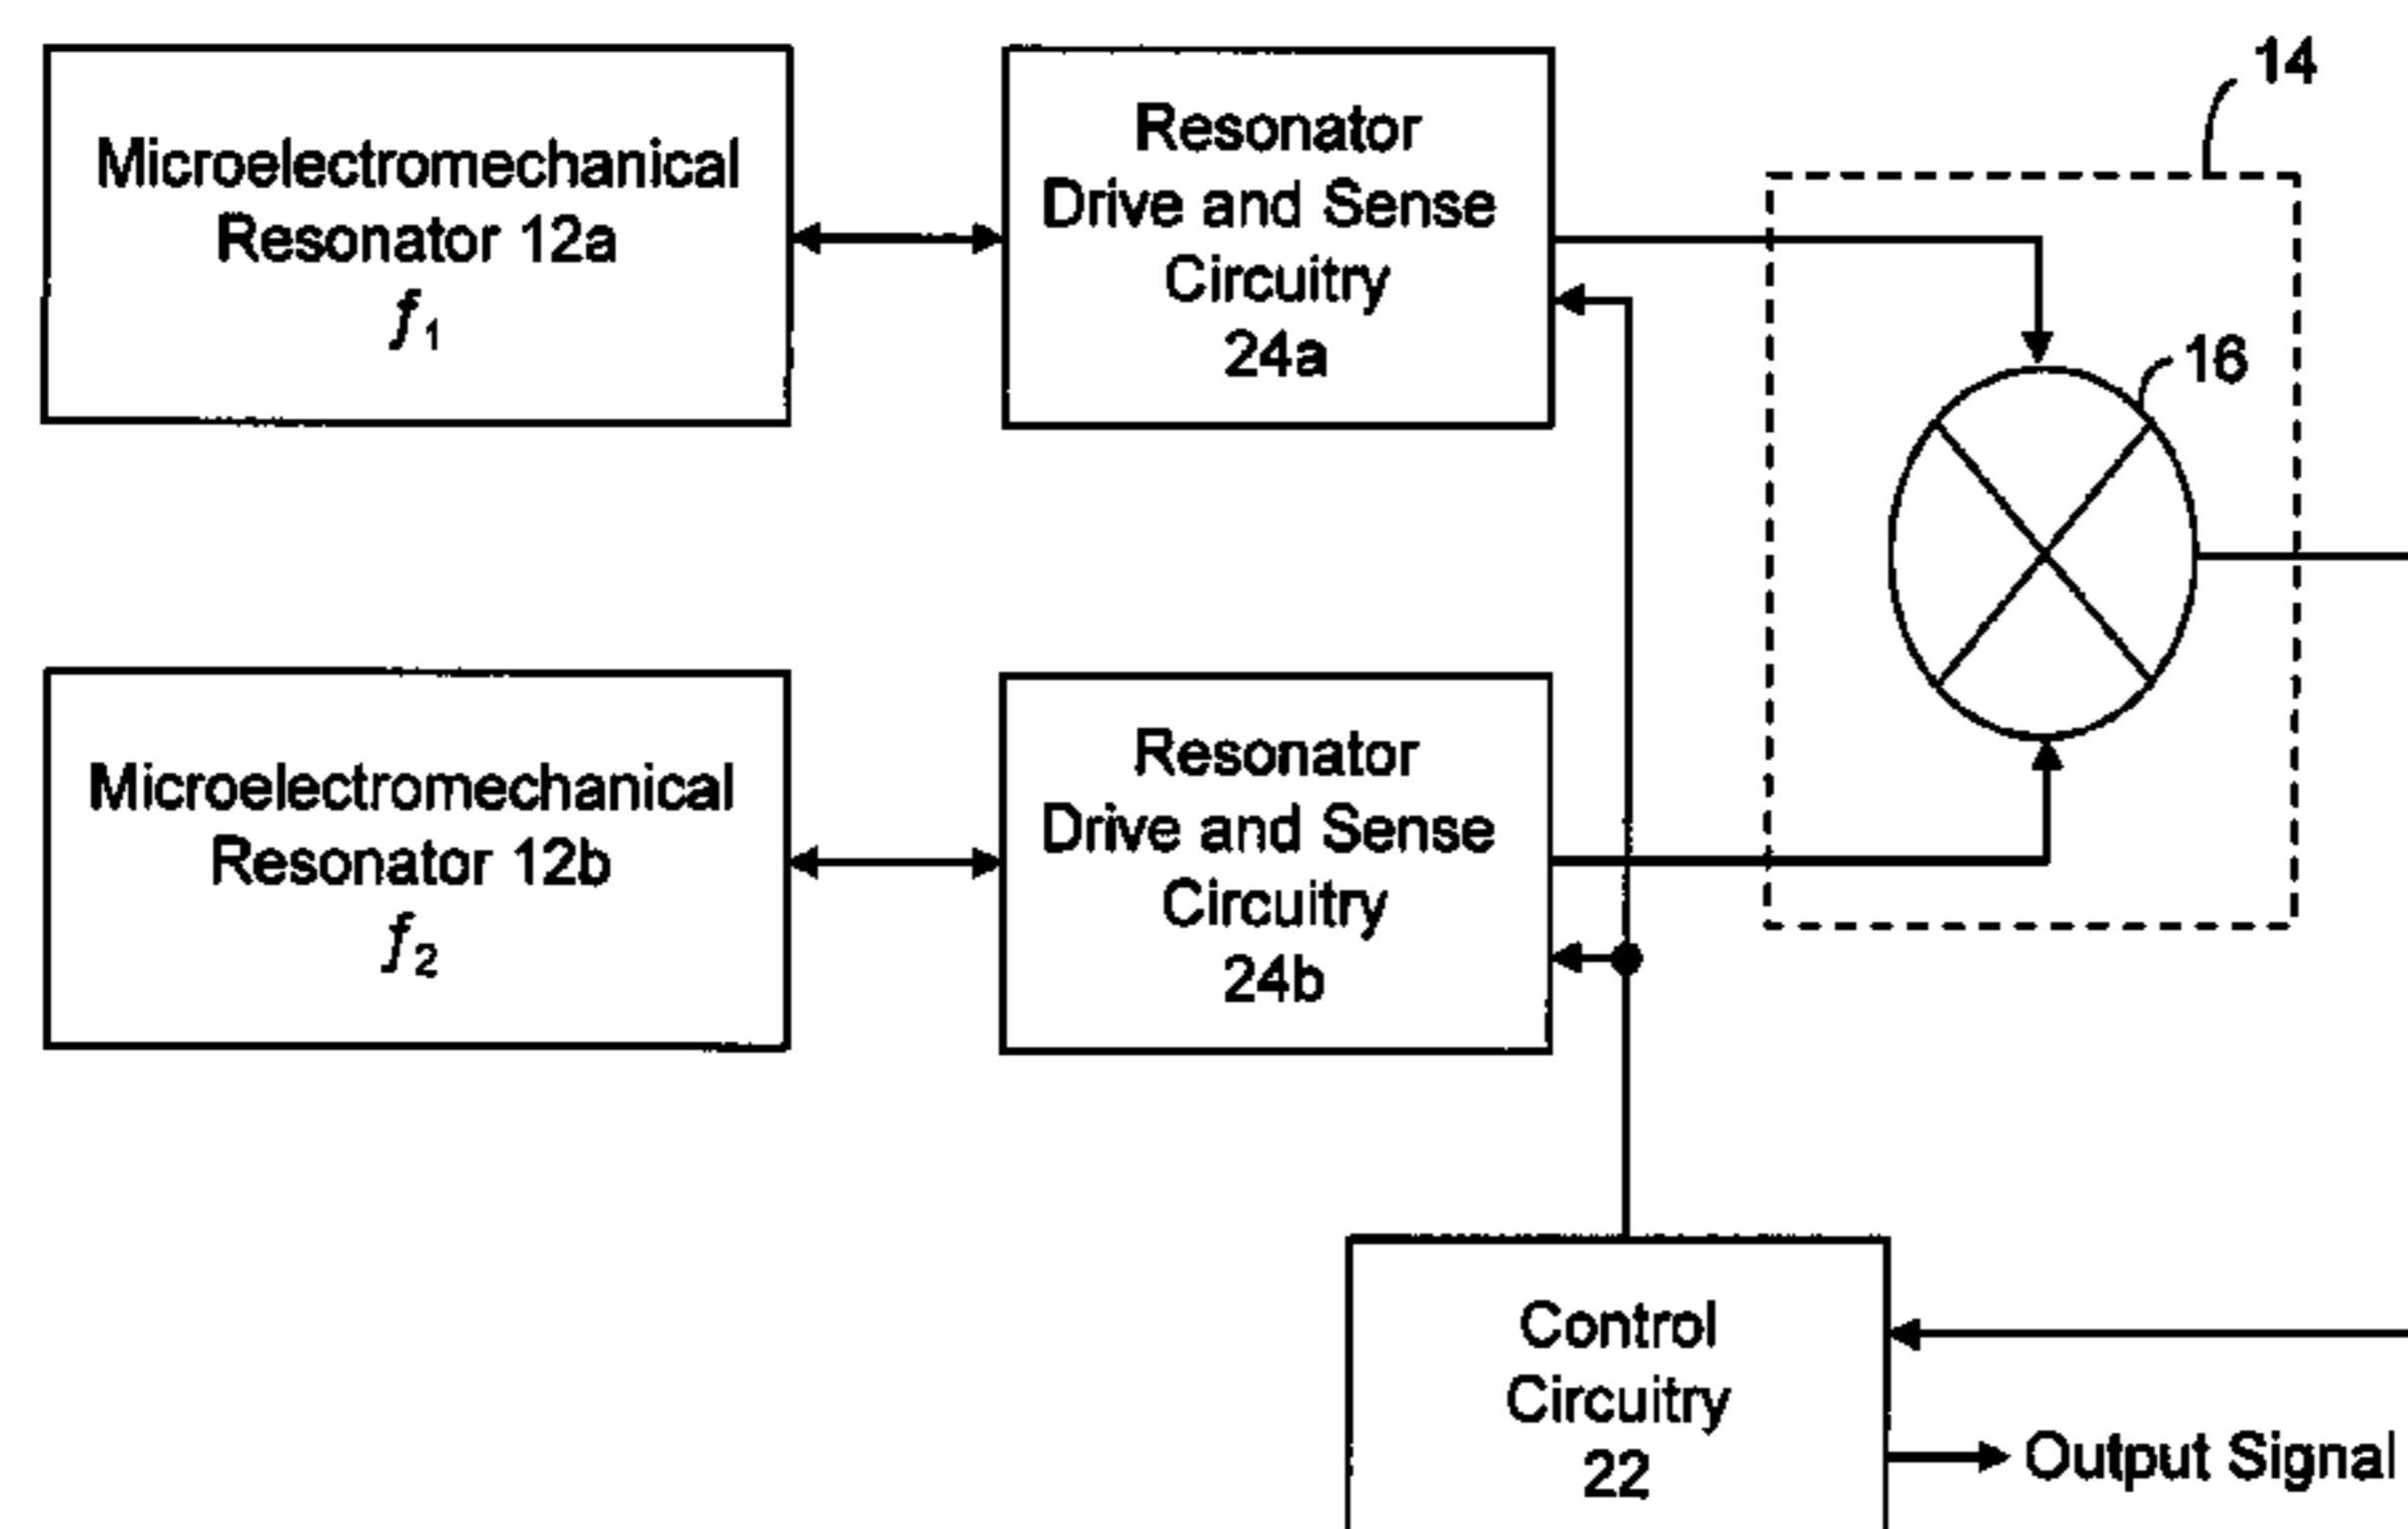 Microelectromechanical
Resonator 12a
f1
Resonator
Drive and Sense
Circuitry
24a
14
16
Microelectromechanical
Resonator 12b
f2
Resonator
Drive and Sense
Circuitry
24b
Control
Circuitry
22
Output Signal